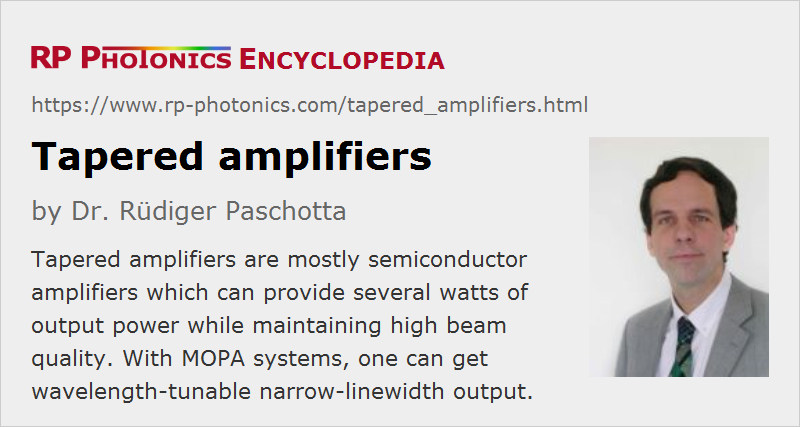 RP PHOTONICS ENCYCLOPEDIA
https://www.rp-photonics.com/tapered_amplifiers.html
Tapered amplifiers
by Dr. Rüdiger Paschotta
Tapered amplifiers are mostly semiconductor
amplifiers which can provide several watts of
output power while maintaining high beam
quality. With MOPA systems, one can get
wavelength-tunable narrow-linewidth output.